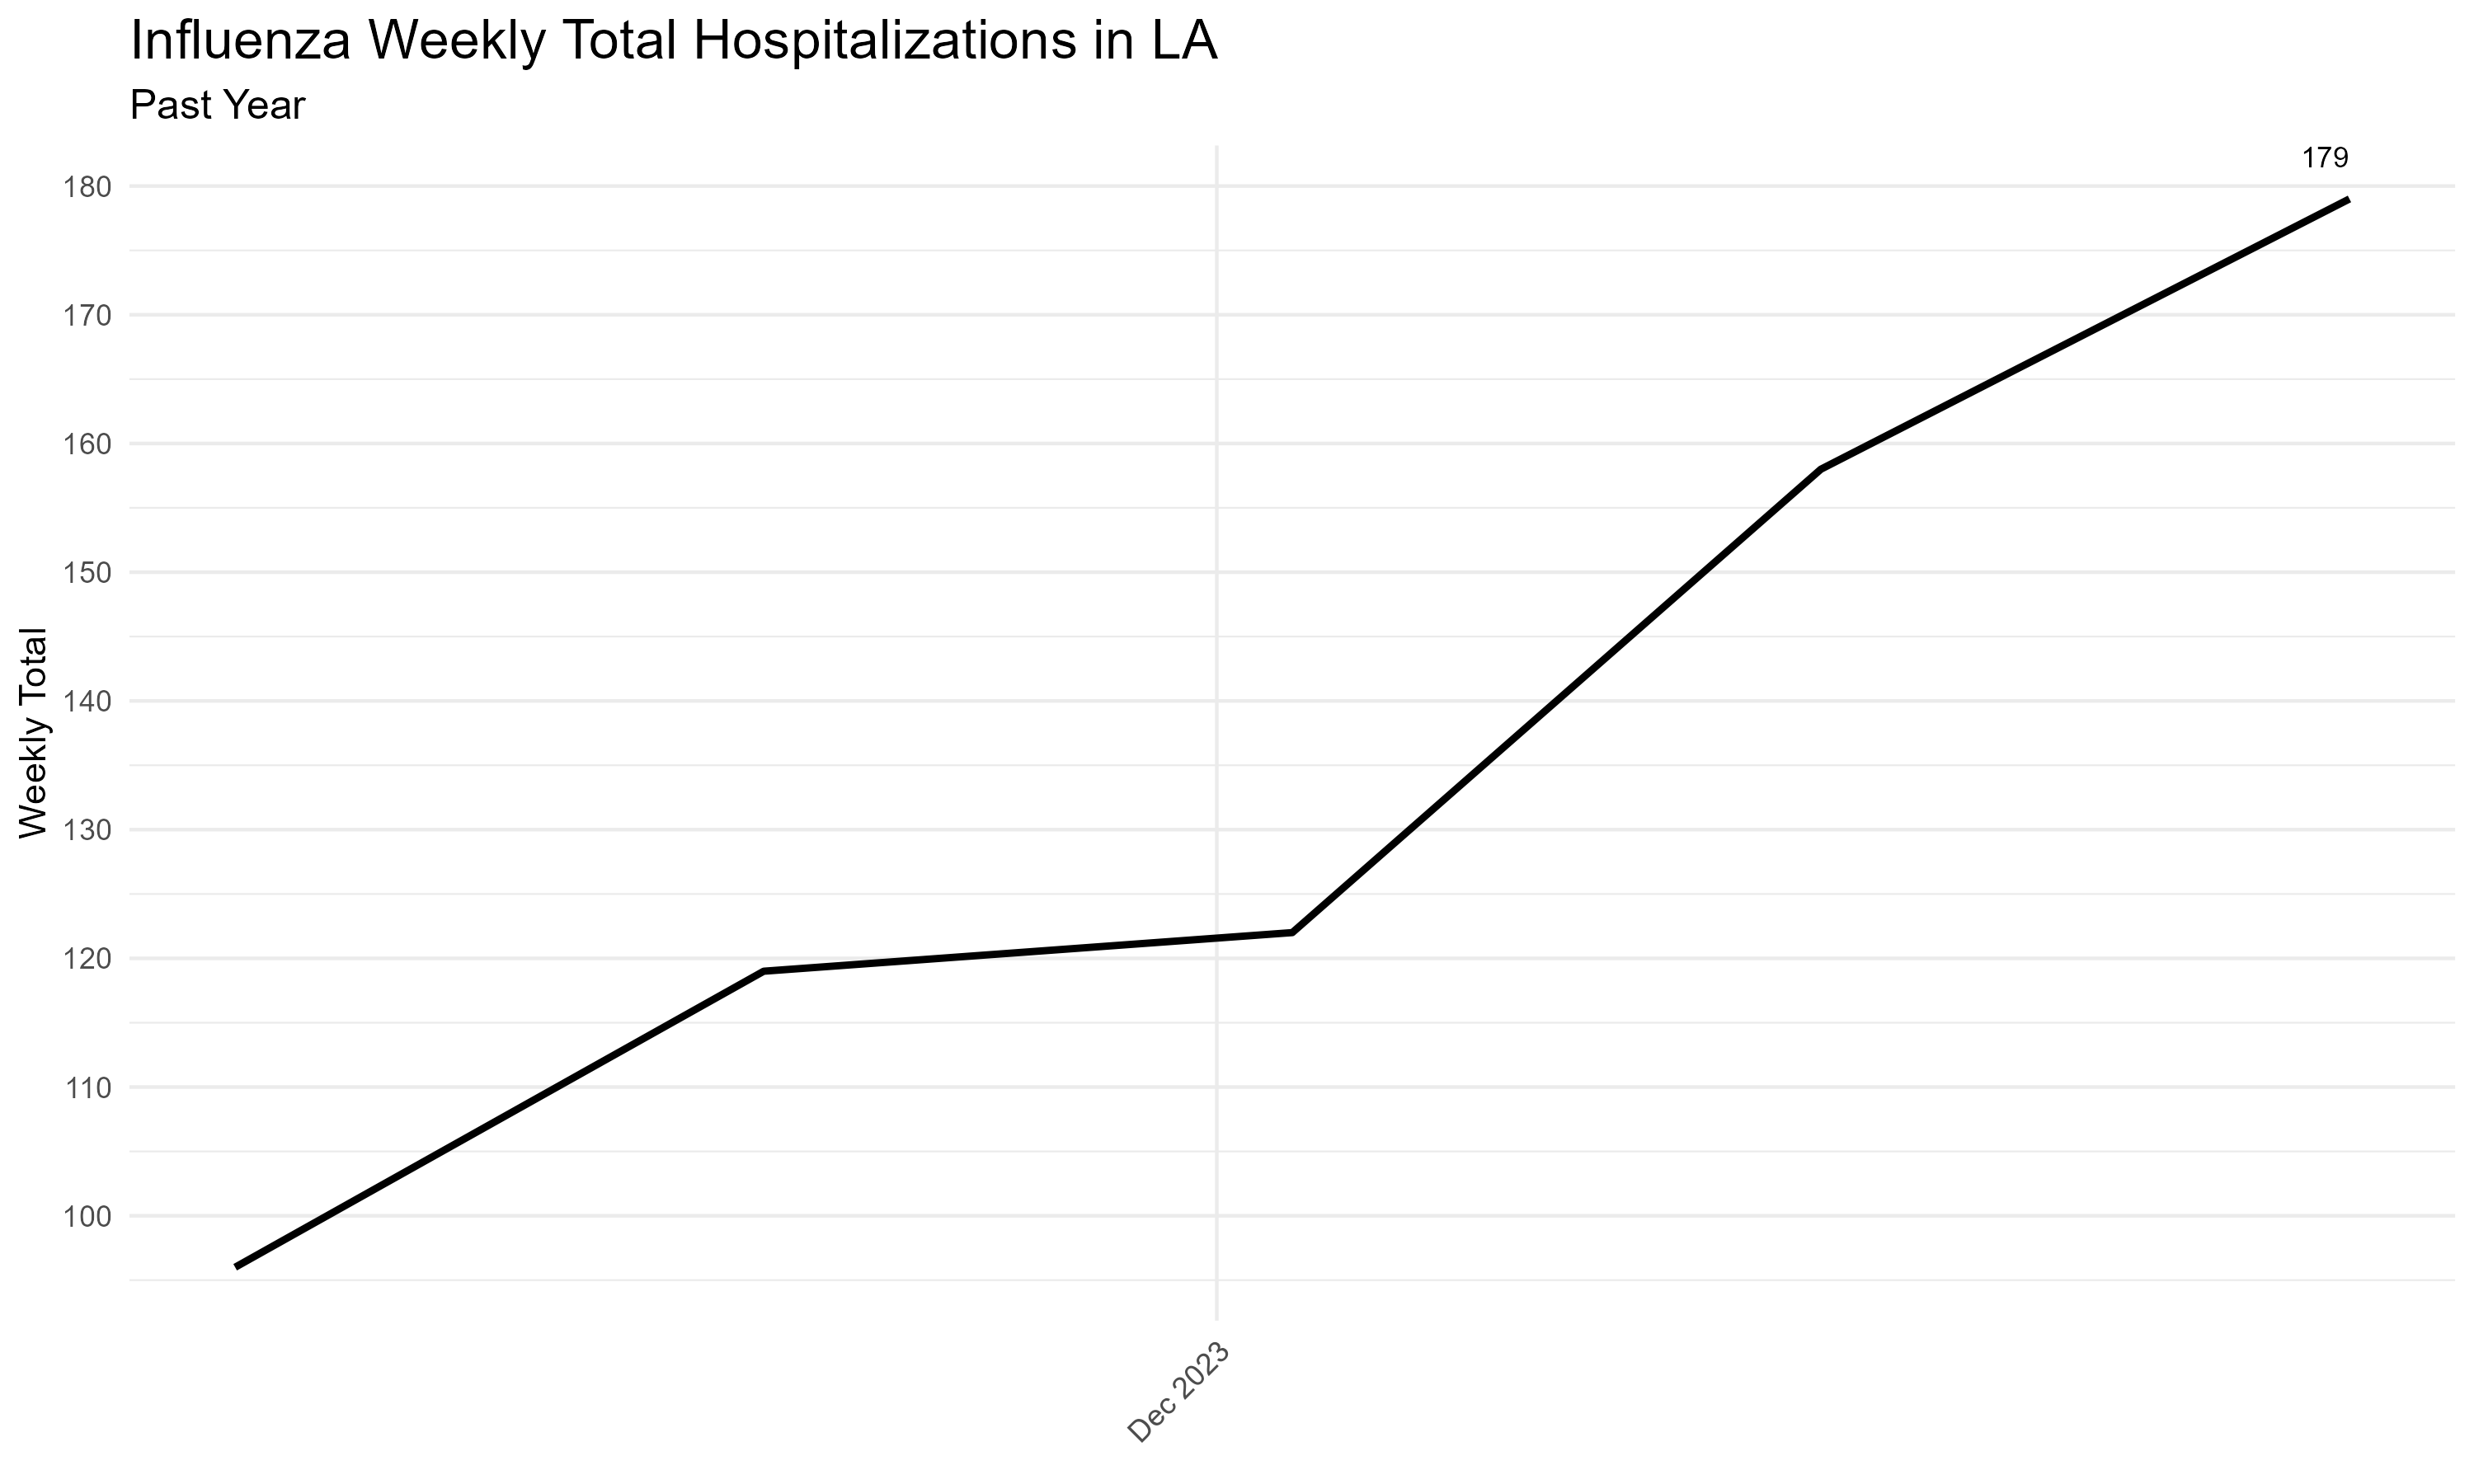 Influenza Weekly Total Hospitalizations in LA
Past Year
179
180
170
160
150
140
130
120
110
100
Weekly Total
Dec 2023